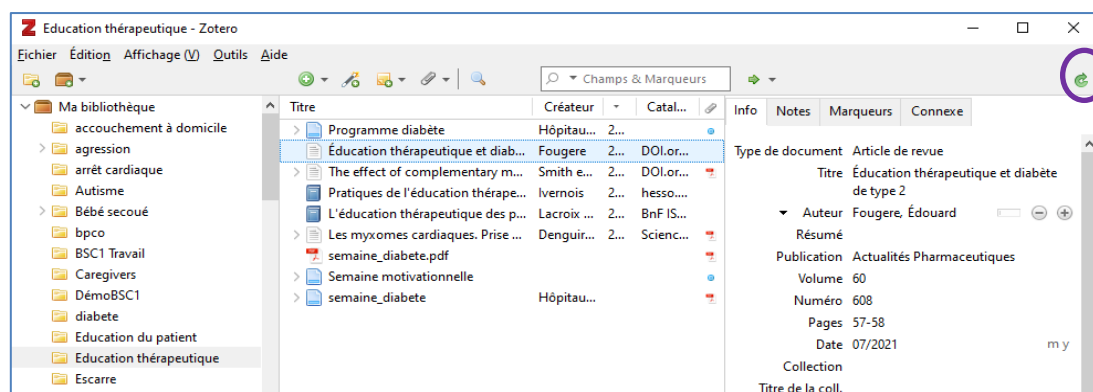 Education thérapeutique - Zotero
Fichier Édition Affichage (V) Outils Aide
Champs & Marqueurs
Ma bibliothèque
accouchement à domicile
agression
arrêt cardiaque
Autisme
Bébé secoué
bpco
BSC1 Travail
Caregivers
DémoBSC1
diabete
Education du patient
Education thérapeutique
Escarre
Titre Créateur Catal...
Programme diabète Hôpitau... 2...
Éducation thérapeutique et diab... Fougere 2... DOI.or...
The effect of complementary m... Smith e... 2... DOI.or...
Pratiques de l'éducation thérape... Ivernois 2... hesso....
L'éducation thérapeutique des p... Lacroix ... 2... BnF IS...
Les myxomes cardiaques. Prise ... Denguir... 2... Scienc...
semaine_diabete.pdf
Semaine motivationnelle
semaine_diabete Hôpitau...
Info Notes Marqueurs Connexe
Type de document Article de revue
Titre Éducation thérapeutique et diabète
de type 2
Auteur Fougere, Édouard
Résumé
Publication Actualités Pharmaceutiques
Volume 60
Numéro 608
Pages 57-58
Date 07/2021 m y
Collection
Titre de la coll.